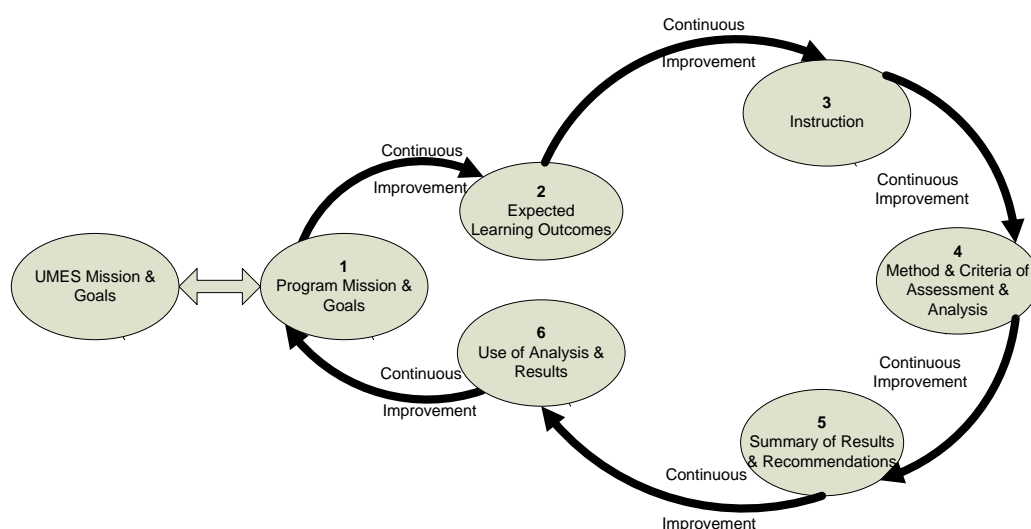 UMES Mission &
Goals
1
Program Mission &
Goals
Continuous
Improvement
2
Expected
Learning Outcomes
Continuous
Improvement
3
Instruction
Continuous
Improvement
4
Method & Criteria of
Assessment &
Analysis
Continuous
Improvement
5
Summary of Results
& Recommendations
Continuous
Improvement
6
Use of Analysis &
Results
Continuous
Improvement